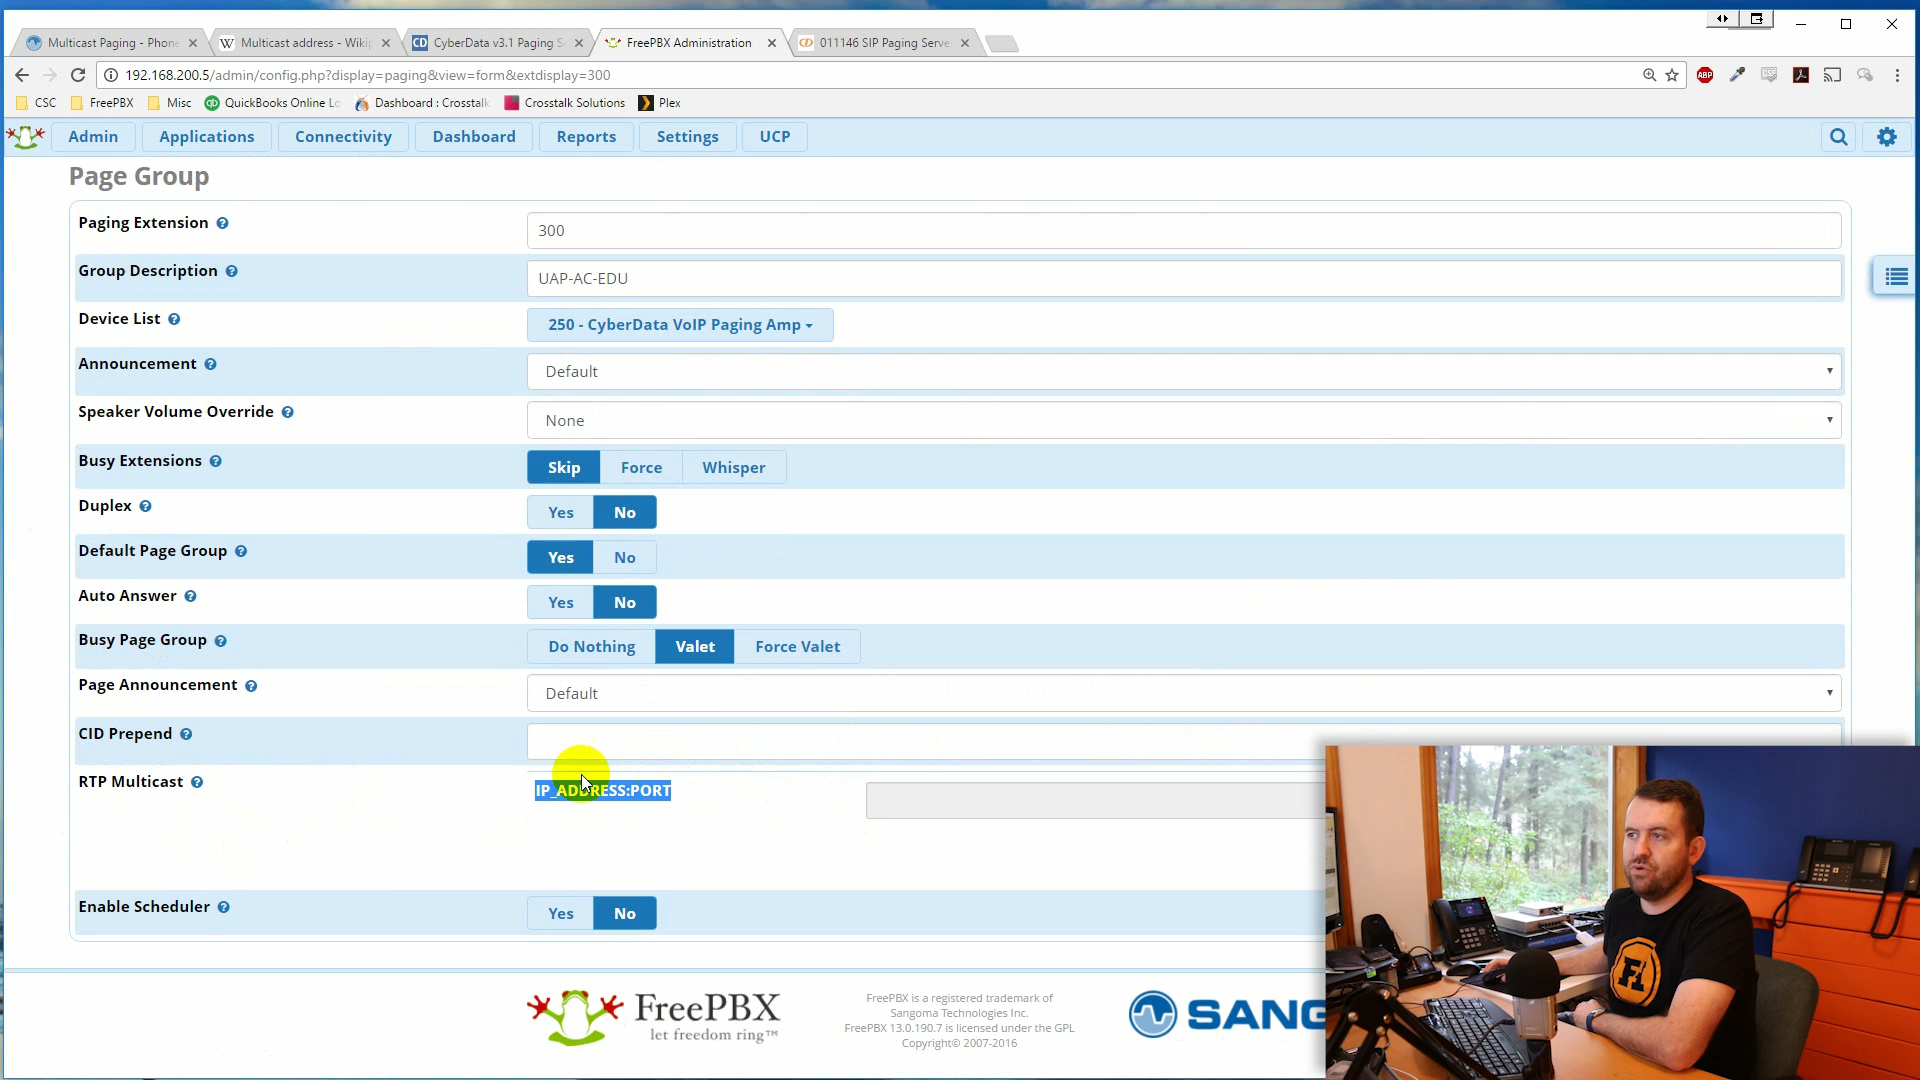 Multicast Paging - Phone
Multicast address - Wiki
CyberData v3.1 Paging S
FreePBX Administration
011146 SIP Paging Serve
192.168.200.5/admin/config.php?display=paging&view=form&extdisplay=300
ABP
CSC
FreePBX
Misc
QuickBooks Online Lo
Dashboard : Crosstalk
Crosstalk Solutions
Plex
Admin
Applications
Connectivity
Dashboard
Reports
Settings
UCP
Page Group
Paging Extension
300
Group Description
UAP-AC-EDU
Device List
250 - CyberData VoIP Paging Amp
Announcement
Default
Speaker Volume Override
None
Busy Extensions
Skip Force Whisper
Duplex
Yes No
Default Page Group
Yes No
Auto Answer
Yes No
Busy Page Group
Do Nothing Valet Force Valet
Page Announcement
Default
CID Prepend
RTP Multicast
IP_ADDRESS:PORT
Enable Scheduler
Yes No
FreePBX
let freedom ring™
FreePBX is a registered trademark of
Sangoma Technologies Inc.
FreePBX 13.0.190.7 is licensed under the GPL
Copyright© 2007-2016
SANG